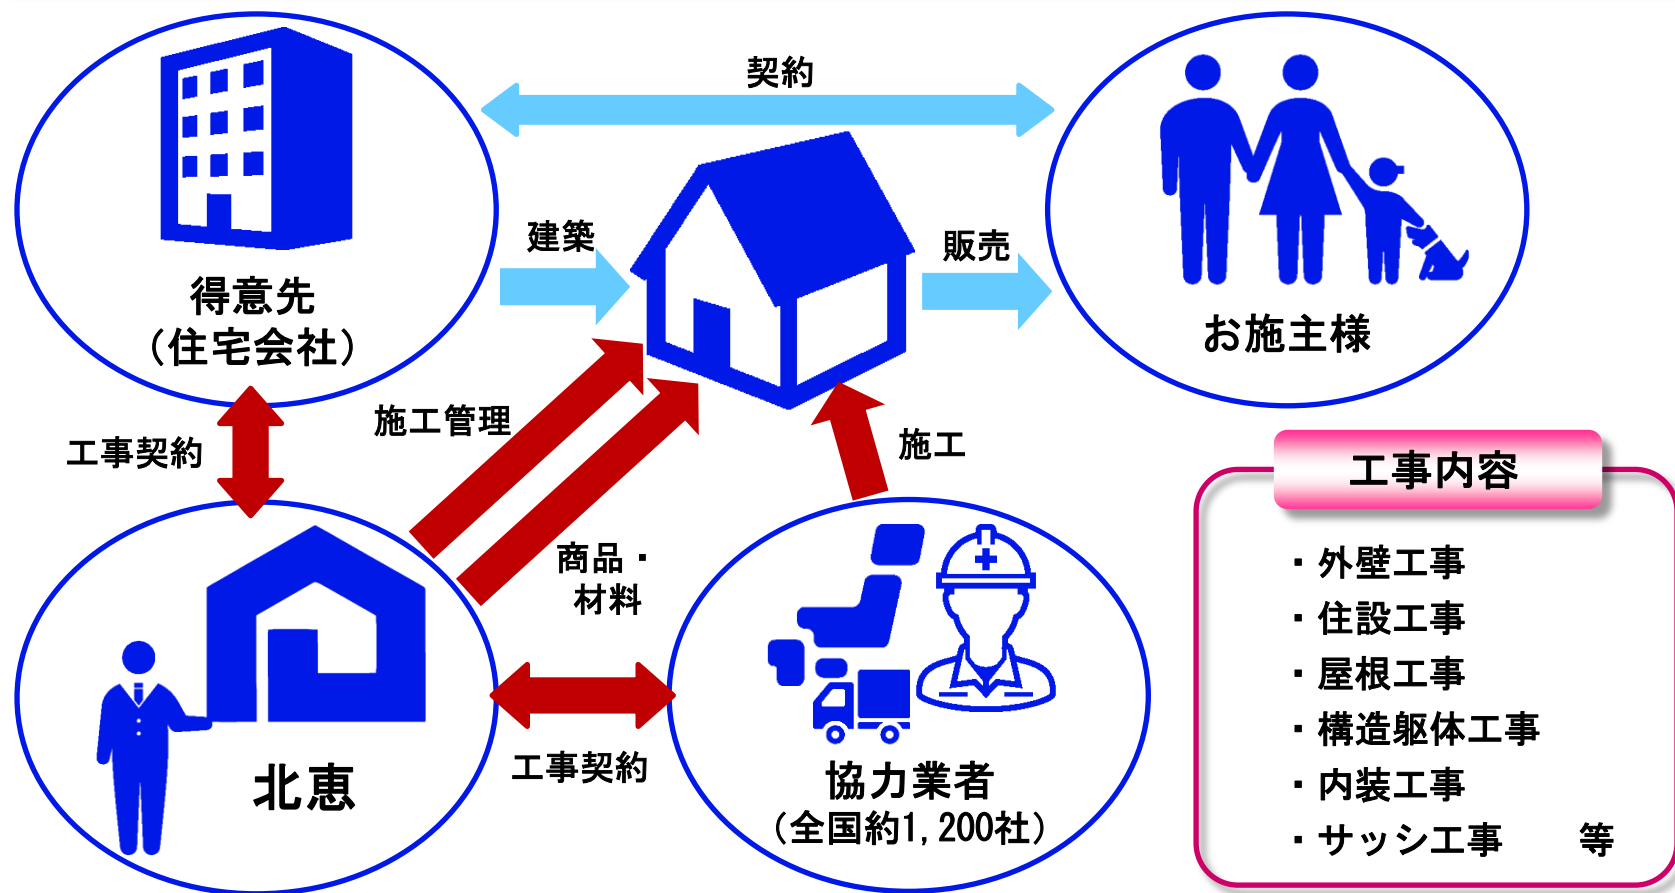 契約
建築
販売
得意先
（住宅会社）
お施主様
施工管理
工事契約
施工
商品・
材料
北恵
工事契約
協力業者
（全国約1,200社）
工事内容
・外壁工事
・住設工事
・屋根工事
・構造躯体工事
・内装工事
・サッシ工事　等